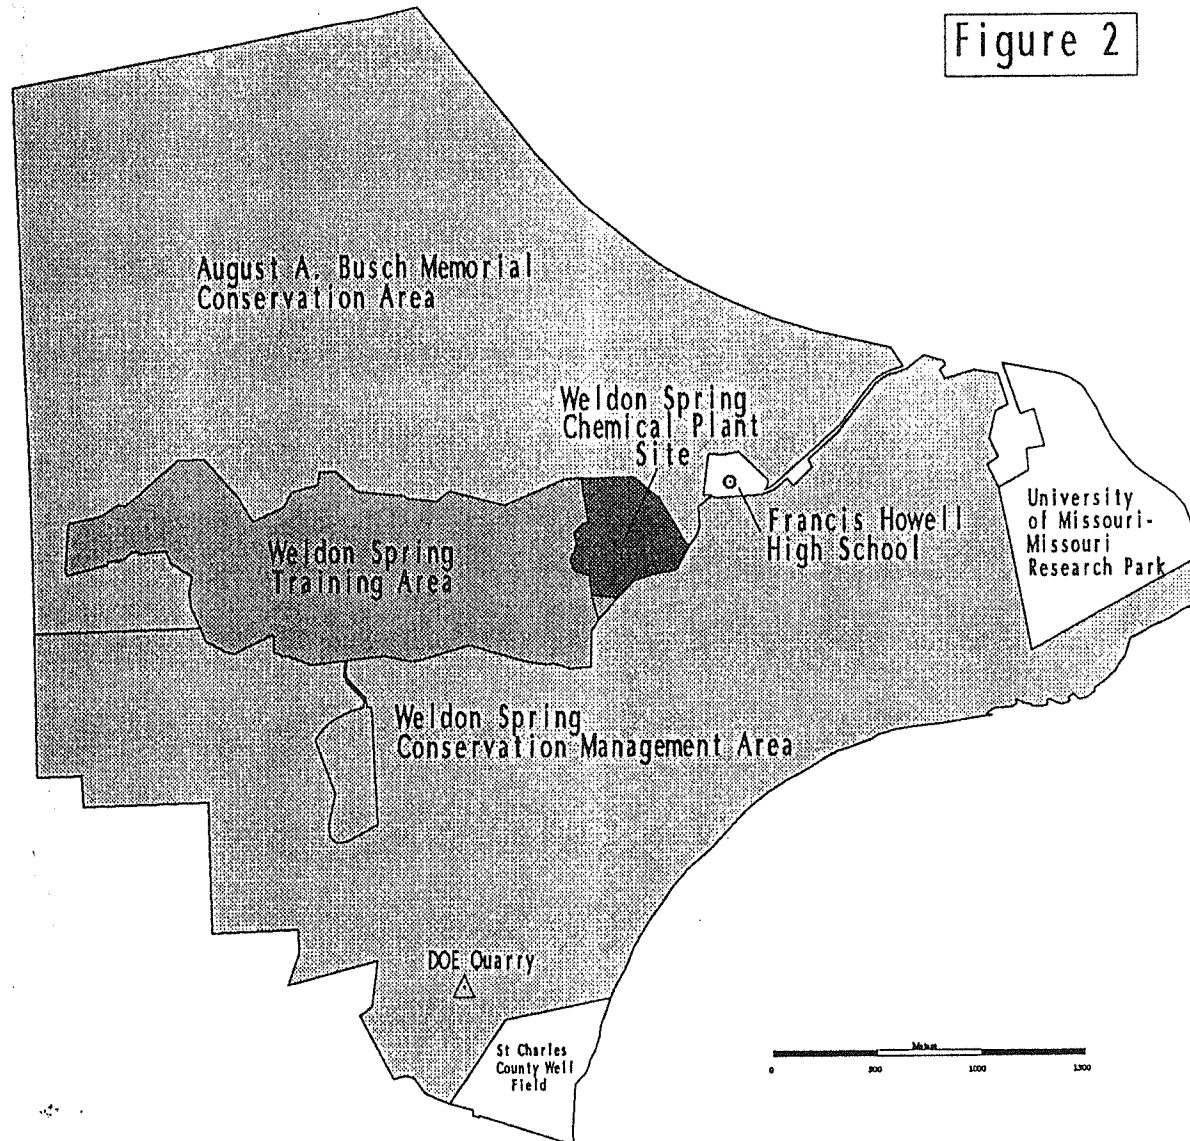 Figure 2
August A. Busch Memorial
Conservation Area
Weldon Spring
Chemical Plant
Site
Francis Howell
High School
University
of Missouri-
Missouri
Research Park
Weldon Spring
Training Area
Weldon Spring
Conservation Management Area
DOE Quarry
St Charles
County Well
Field
0
1000